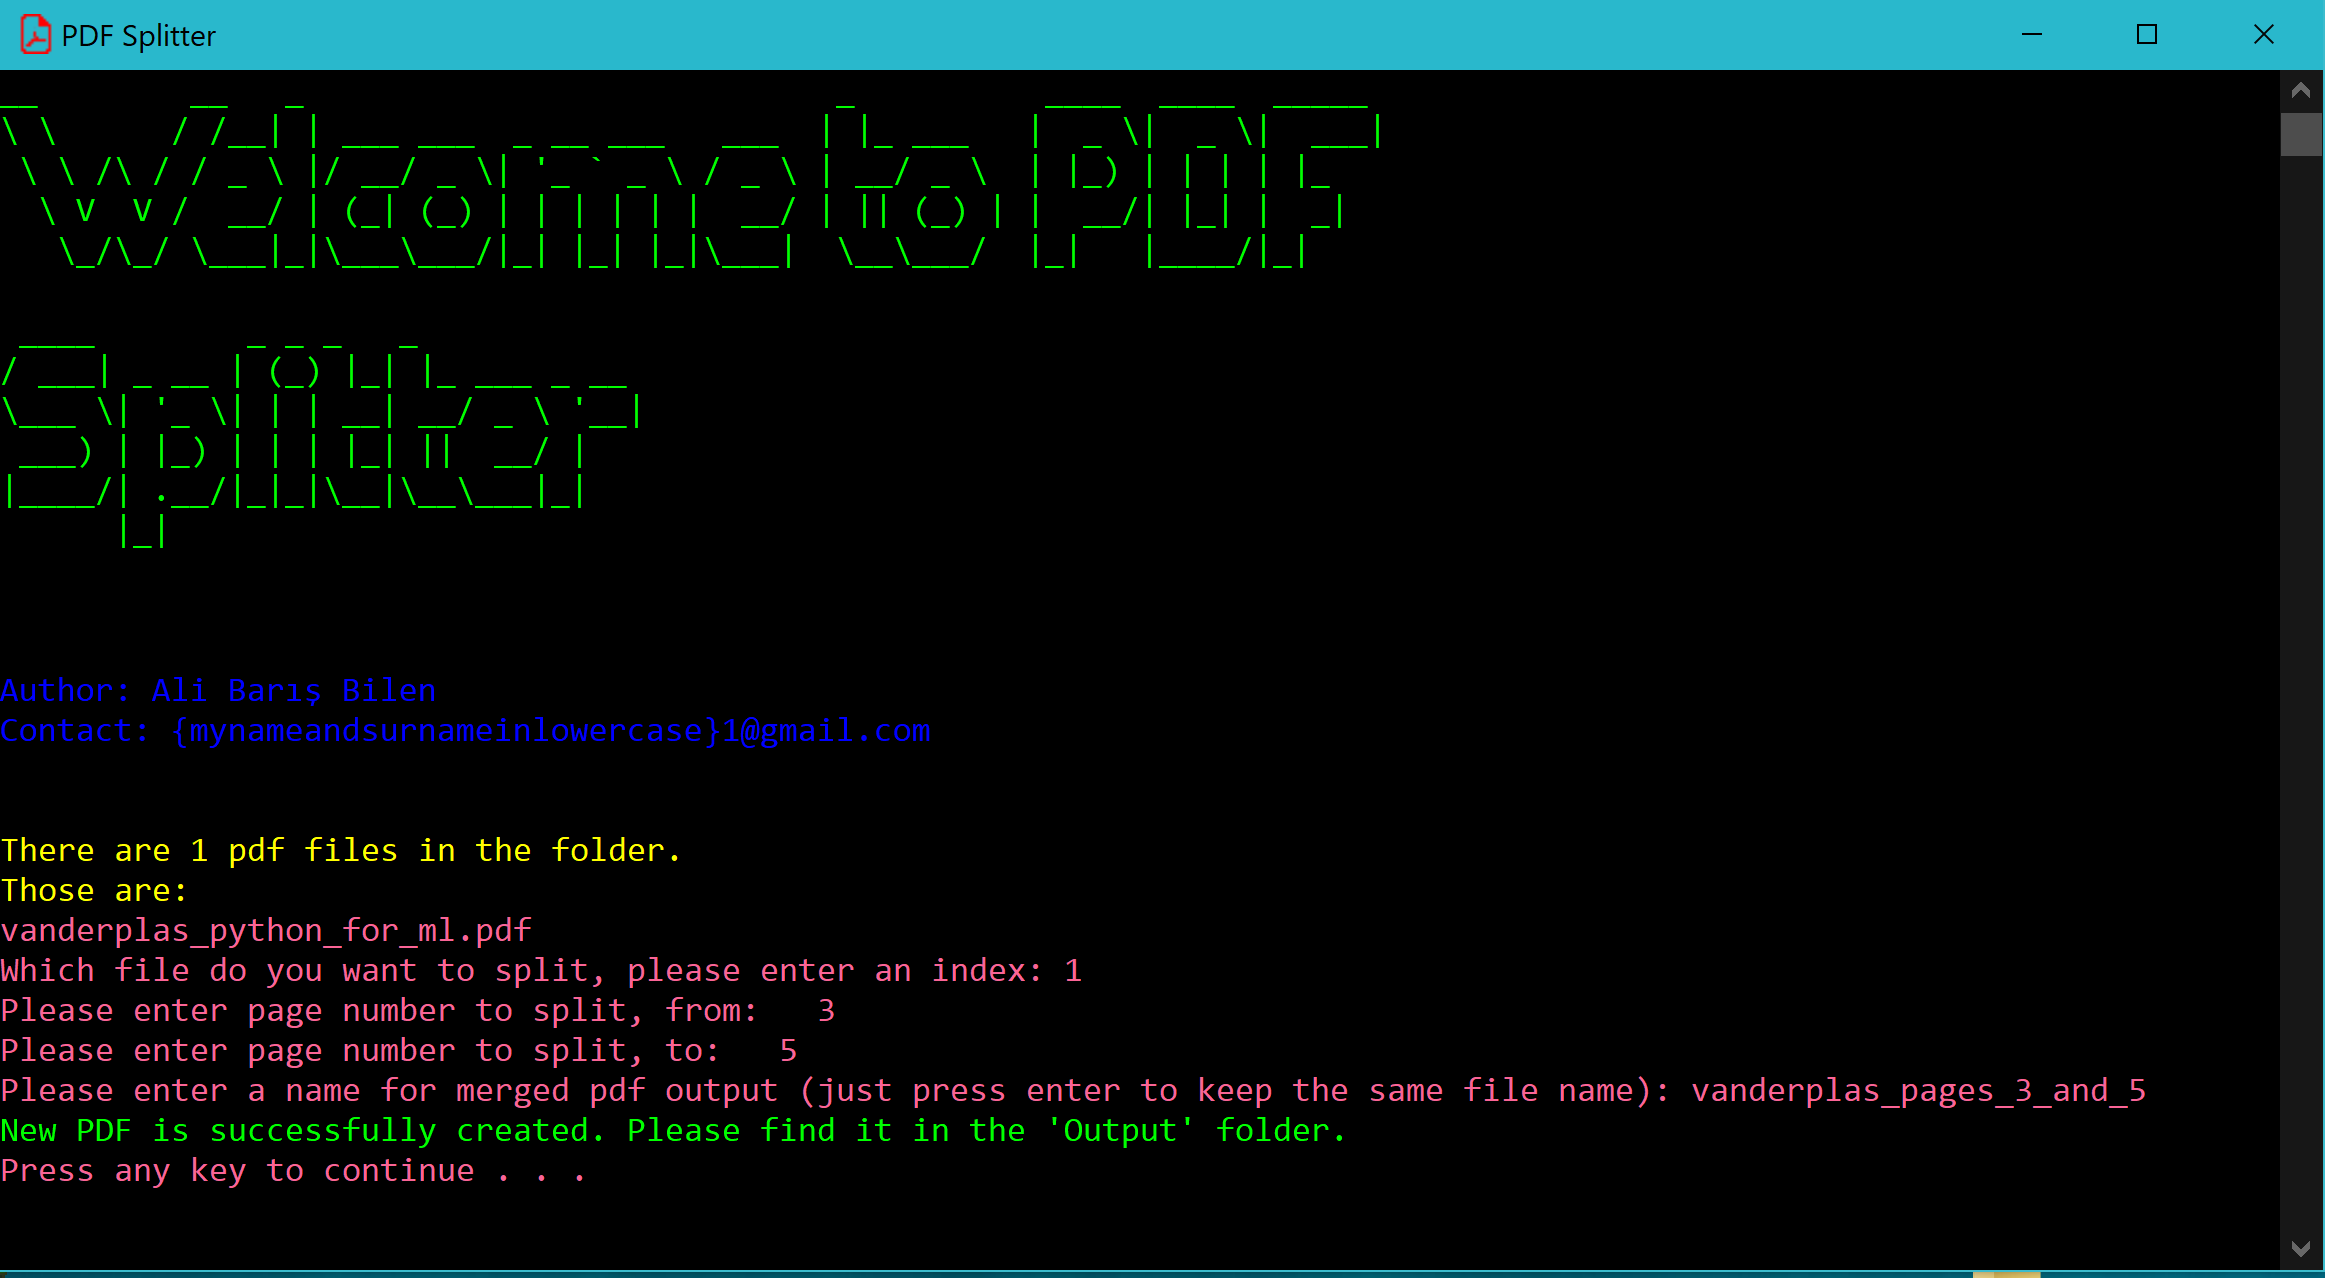 PDF Splitter
Welcome to PDF
Splitter
Author: Ali Barış Bilen
Contact: {mynameandsurnameinlowercase}1@gmail.com
There are 1 pdf files in the folder.
Those are:
vanderplas_python_for_ml.pdf
Which file do you want to split, please enter an index: 1
Please enter page number to split, from:   3
Please enter page number to split, to:   5
Please enter a name for merged pdf output (just press enter to keep the same file name): vanderplas_pages_3_and_5
New PDF is successfully created. Please find it in the 'Output' folder.
Press any key to continue . . .